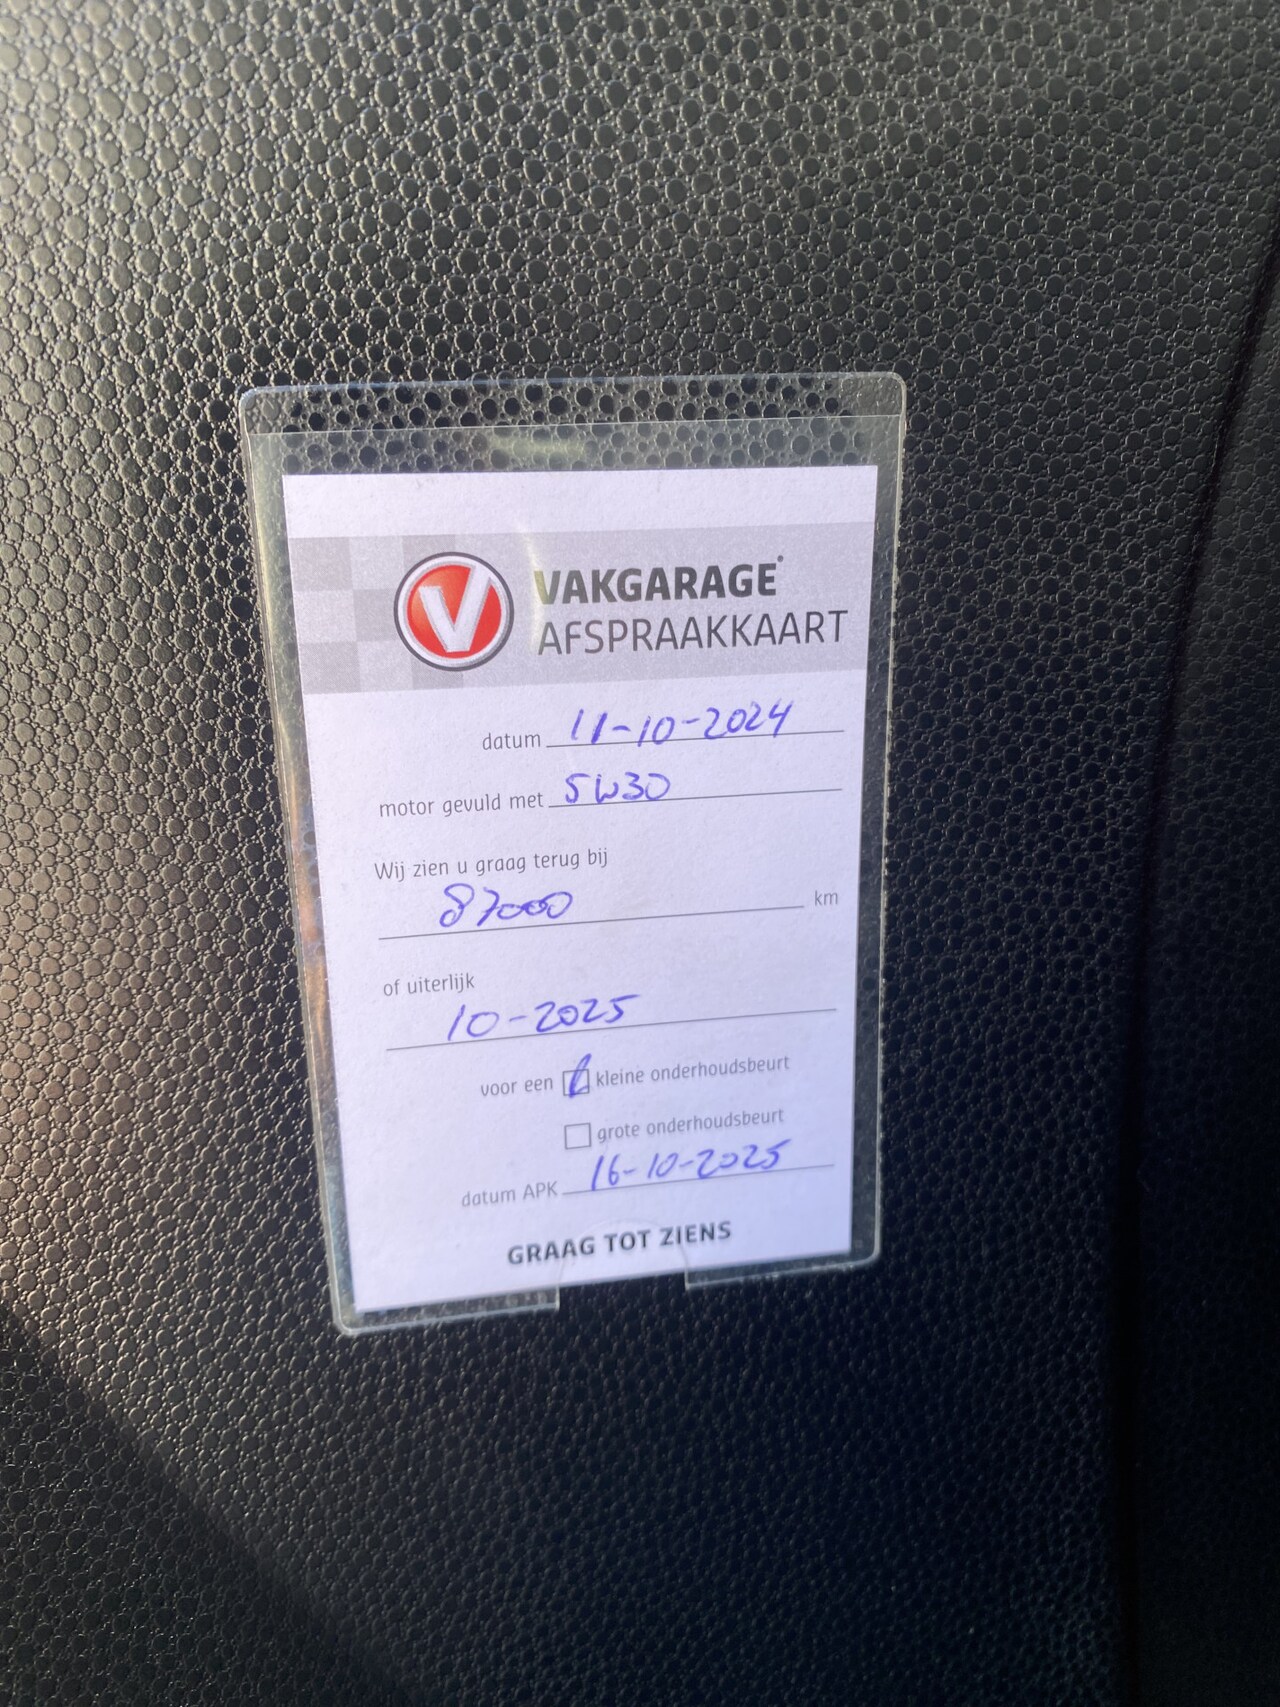 V VAKGARAGE
AFSPRAAKKAART
datum 11-10-2024
motor gevuld met 5W30
Wij zien u graag terug bij
87000 km
of uiterlijk
10-2025
voor een kleine onderhoudsbeurt
grote onderhoudsbeurt
datum APK 16-10-2025
GRAAG TOT ZIENS